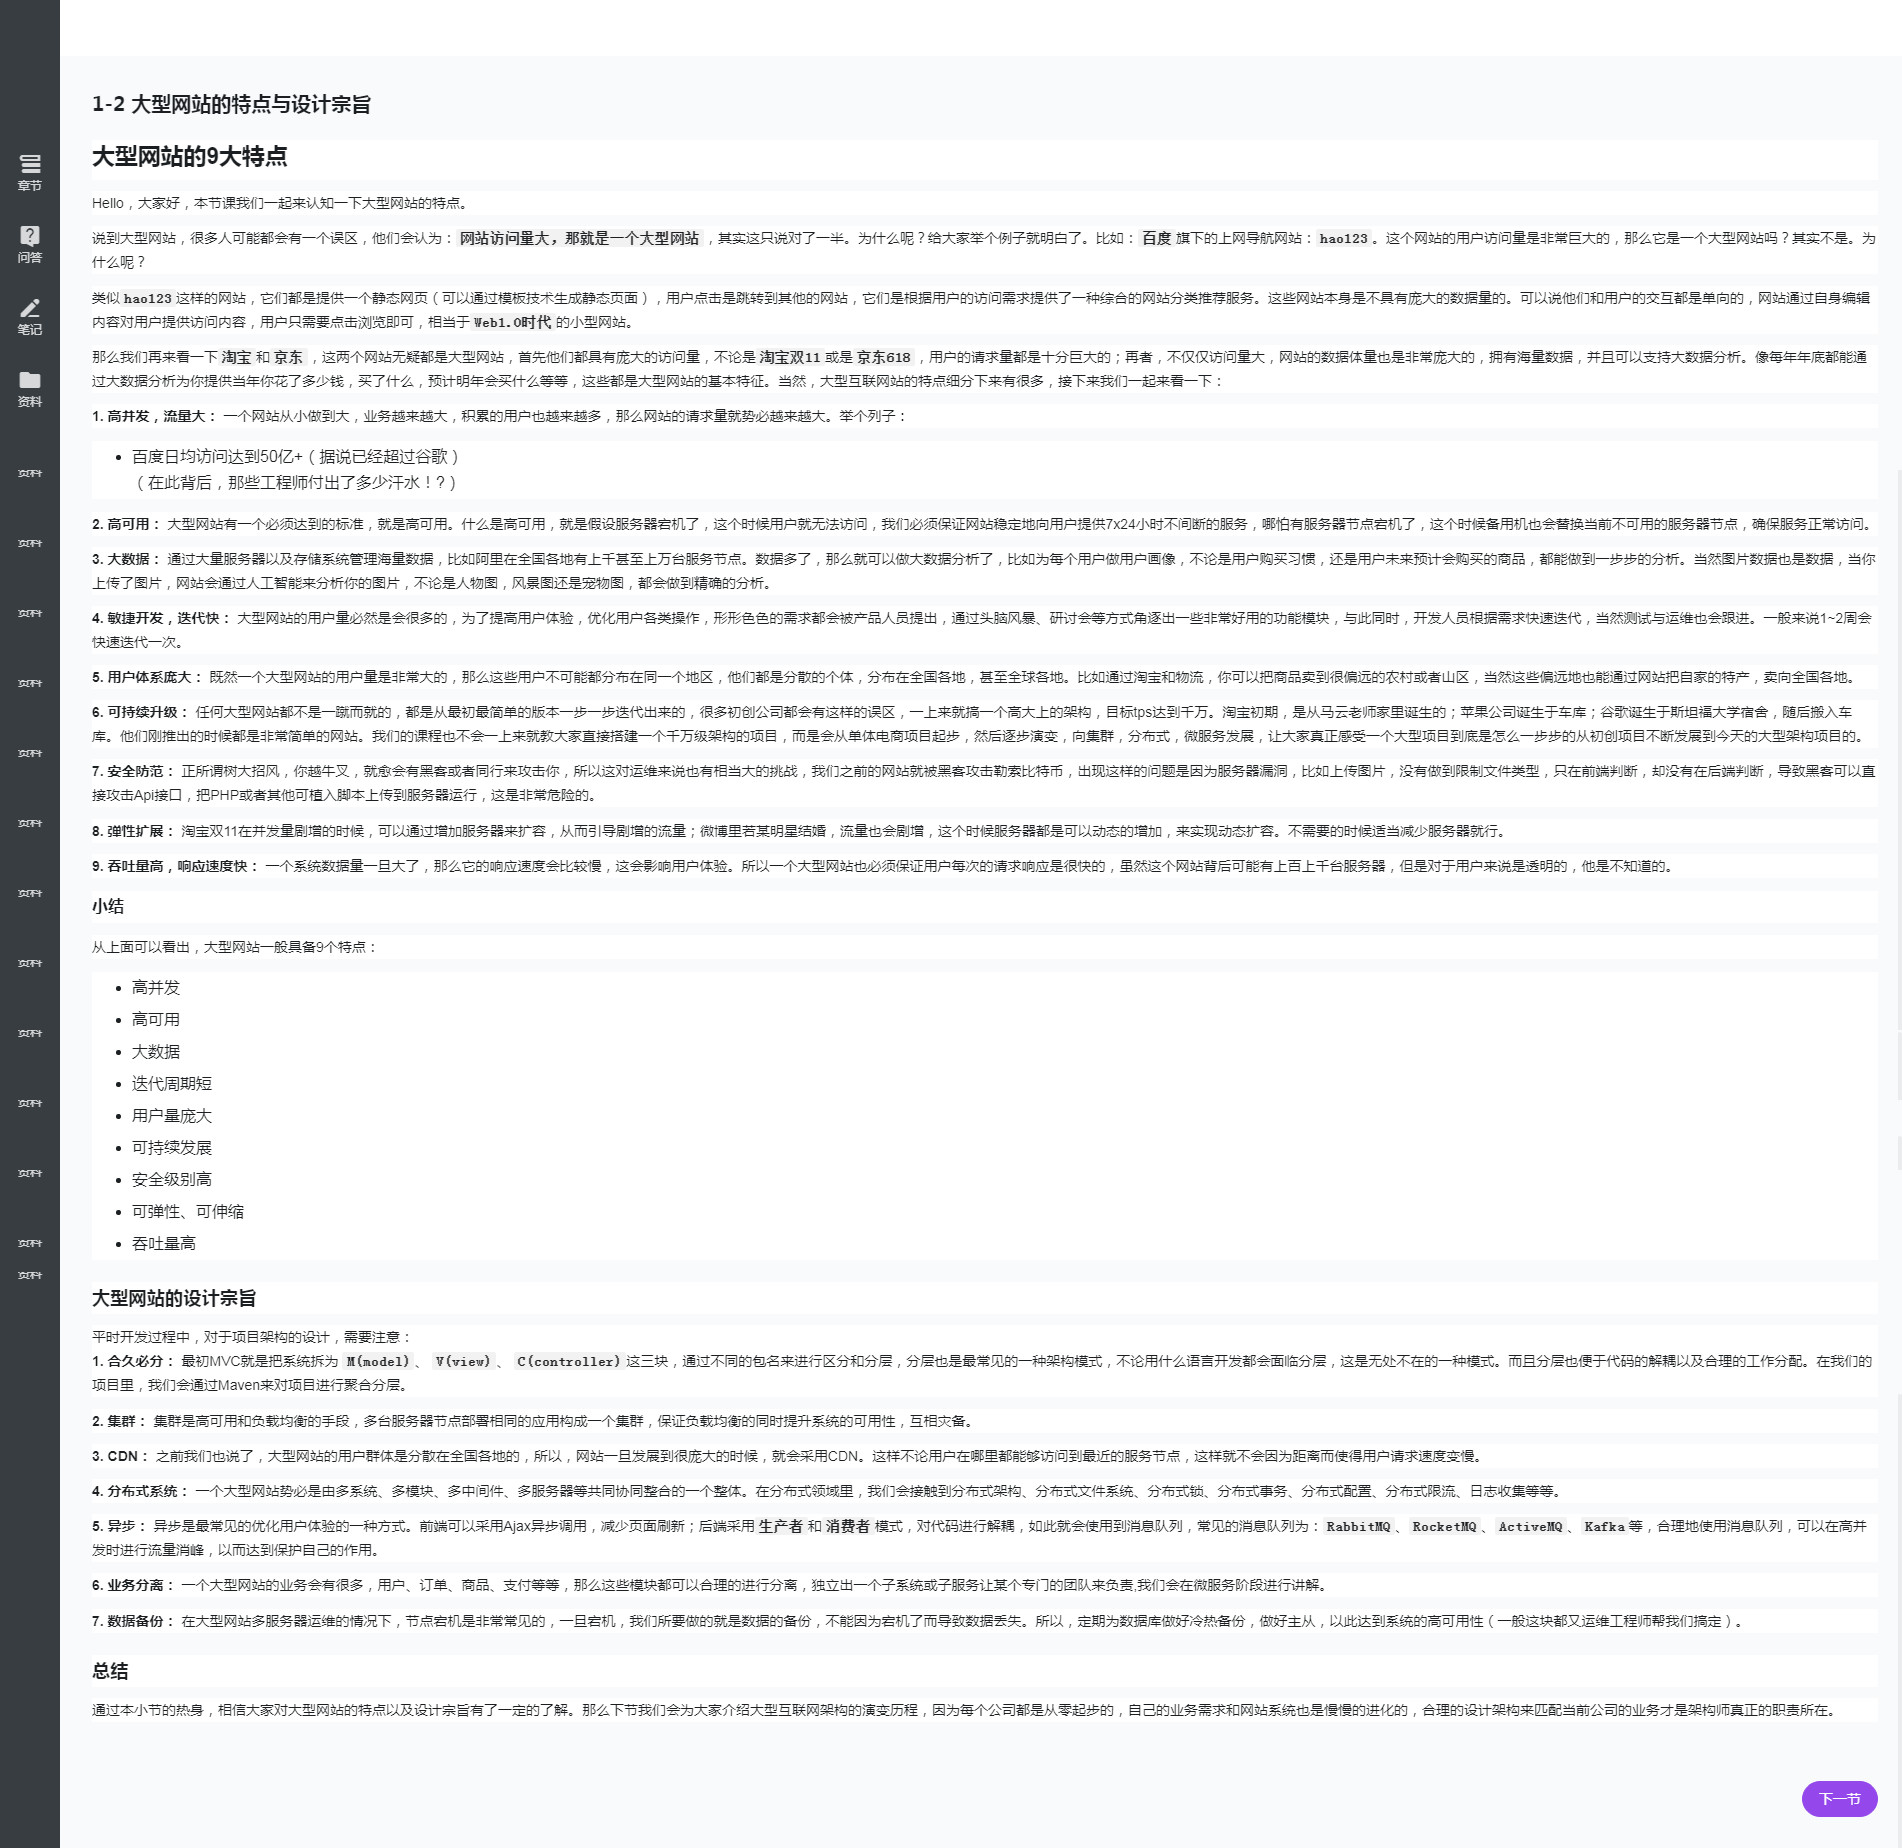 章节
问答
笔记
资料
1-2 大型网站的特点与设计宗旨
大型网站的9大特点
Hello，大家好，本节课我们一起来认知一下大型网站的特点。
说到大型网站，很多人可能都会有一个误区，他们会认为：网站访问量大，那就是一个大型网站，其实这只说对了一半。为什么呢？给大家举个例子就明白了。比如：百度旗下的上网导航网站：hao123。这个网站的用户访问量是非常巨大的，那么它是一个大型网站吗？其实不是。为
什么呢？
类似hao123这样的网站，它们都是提供一个静态网页（可以通过模板技术生成静态页面），用户点击是跳转到其他的网站，它们是根据用户的访问需求提供了一种综合的网站分类推荐服务。这些网站本身是不具有庞大的数据量的。可以说他们和用户的交互都是单向的，网站通过自身编辑
内容对用户提供访问内容，用户只需要点击浏览即可，相当于Web1.0时代的小型网站。
那么我们再来看一下淘宝和京东，这两个网站无疑都是大型网站，首先他们都具有庞大的访问量，不论是淘宝双11或是京东618，用户的请求量都是十分巨大的；再者，不仅仅访问量大，网站的数据体量也是非常庞大的，拥有海量数据，并且可以支持大数据分析。像每年年底都能通
过大数据分析为你提供当年你花了多少钱，买了什么，预计明年会买什么等等，这些都是大型网站的基本特征。当然，大型互联网站的特点细分下来有很多，接下来我们一起来看一下：
1. 高并发，流量大： 一个网站从小做到大，业务越来越大，积累的用户也越来越多，那么网站的请求量就势必越来越大。举个列子：
• 百度日均访问达到50亿+（据说已经超过谷歌）
（在此背后，那些工程师付出了多少汗水！？）
2. 高可用： 大型网站有一个必须达到的标准，就是高可用。什么是高可用，就是假设服务器宕机了，这个时候用户就无法访问，我们必须保证网站稳定地向用户提供7x24小时不间断的服务，哪怕有服务器节点宕机了，这个时候备用机也会替换当前不可用的服务器节点，确保服务正常访问。
3. 大数据： 通过大量服务器以及存储系统管理海量数据，比如阿里在全国各地有上千甚至上万台服务节点。数据多了，那么就可以做大数据分析了，比如为每个用户做用户画像，不论是用户购买习惯，还是用户未来预计会购买的商品，都能做到一步步的分析。当然图片数据也是数据，当你
上传了图片，网站会通过人工智能来分析你的图片，不论是人物图，风景图还是宠物图，都会做到精确的分析。
4. 敏捷开发，迭代快： 大型网站的用户量必然是会很多的，为了提高用户体验，优化用户各类操作，形形色色的需求都会被产品人员提出，通过头脑风暴、研讨会等方式角逐出一些非常好用的功能模块，与此同时，开发人员根据需求快速迭代，当然测试与运维也会跟进。一般来说1~2周会
快速迭代一次。
5. 用户体系庞大： 既然一个大型网站的用户量是非常大的，那么这些用户不可能都分布在同一个地区，他们都是分散的个体，分布在全国各地，甚至全球各地。比如通过淘宝和物流，你可以把商品卖到很偏远的农村或者山区，当然这些偏远地也能通过网站把自家的特产，卖向全国各地。
6. 可持续升级： 任何大型网站都不是一蹴而就的，都是从最初最简单的版本一步一步迭代出来的，很多初创公司都会有这样的误区，一上来就搞一个高大上的架构，目标tps达到千万。淘宝初期，是从马云老师家里诞生的；苹果公司诞生于车库；谷歌诞生于斯坦福大学宿舍，随后搬入车
库。他们刚推出的时候都是非常简单的网站。我们的课程也不会一上来就教大家直接搭建一个千万级架构的项目，而是会从单体电商项目起步，然后逐步演变，向集群，分布式，微服务发展，让大家真正感受一个大型项目到底是怎么一步步的从初创项目不断发展到今天的大型架构项目的。
7. 安全防范： 正所谓树大招风，你越牛叉，就愈会有黑客或者同行来攻击你，所以这对运维来说也有相当大的挑战，我们之前的网站就被黑客攻击勒索比特币，出现这样的问题是因为服务器漏洞，比如上传图片，没有做到限制文件类型，只在前端判断，却没有在后端判断，导致黑客可以直
接攻击Api接口，把PHP或者其他可植入脚本上传到服务器运行，这是非常危险的。
8. 弹性扩展： 淘宝双11在并发量剧增的时候，可以通过增加服务器来扩容，从而引导剧增的流量；微博里若某明星结婚，流量也会剧增，这个时候服务器都是可以动态的增加，来实现动态扩容。不需要的时候适当减少服务器就行。
9. 吞吐量高，响应速度快： 一个系统数据量一旦大了，那么它的响应速度会比较慢，这会影响用户体验。所以一个大型网站也必须保证用户每次的请求响应是很快的，虽然这个网站背后可能有上百上千台服务器，但是对于用户来说是透明的，他是不知道的。
小结
从上面可以看出，大型网站一般具备9个特点：
• 高并发
• 高可用
• 大数据
• 迭代周期短
• 用户量庞大
• 可持续发展
• 安全级别高
• 可弹性、可伸缩
• 吞吐量高
大型网站的设计宗旨
平时开发过程中，对于项目架构的设计，需要注意：
1. 合久必分： 最初MVC就是把系统拆为 M(model)、 V(view)、 C(controller) 这三块，通过不同的包名来进行区分和分层，分层也是最常见的一种架构模式，不论用什么语言开发都会面临分层，这是无处不在的一种模式。而且分层也便于代码的解耦以及合理的工作分配。在我们的
项目里，我们会通过Maven来对项目进行聚合分层。
2. 集群： 集群是高可用和负载均衡的手段，多台服务器节点部署相同的应用构成一个集群，保证负载均衡的同时提升系统的可用性，互相灾备。
3. CDN： 之前我们也说了，大型网站的用户群体是分散在全国各地的，所以，网站一旦发展到很庞大的时候，就会采用CDN。这样不论用户在哪里都能够访问到最近的服务节点，这样就不会因为距离而使得用户请求速度变慢。
4. 分布式系统： 一个大型网站势必是由多系统、多模块、多中间件、多服务器等共同协同整合的一个整体。在分布式领域里，我们会接触到分布式架构、分布式文件系统、分布式锁、分布式事务、分布式配置、分布式限流、日志收集等等。
5. 异步： 异步是最常见的优化用户体验的一种方式。前端可以采用Ajax异步调用，减少页面刷新；后端采用生产者和消费者模式，对代码进行解耦，如此就会使用到消息队列，常见的消息队列为：RabbitMQ、RocketMQ、ActiveMQ、Kafka等，合理地使用消息队列，可以在高并
发时进行流量消峰，以而达到保护自己的作用。
6. 业务分离： 一个大型网站的业务会有很多，用户、订单、商品、支付等等，那么这些模块都可以合理的进行分离，独立出一个子系统或子服务让某个专门的团队来负责,我们会在微服务阶段进行讲解。
7. 数据备份： 在大型网站多服务器运维的情况下，节点宕机是非常常见的，一旦宕机，我们所要做的就是数据的备份，不能因为宕机了而导致数据丢失。所以，定期为数据库做好冷热备份，做好主从，以此达到系统的高可用性（一般这块都又运维工程师帮我们搞定）。
总结
通过本小节的热身，相信大家对大型网站的特点以及设计宗旨有了一定的了解。那么下节我们会为大家介绍大型互联网架构的演变历程，因为每个公司都是从零起步的，自己的业务需求和网站系统也是慢慢的进化的，合理的设计架构来匹配当前公司的业务才是架构师真正的职责所在。
下一节